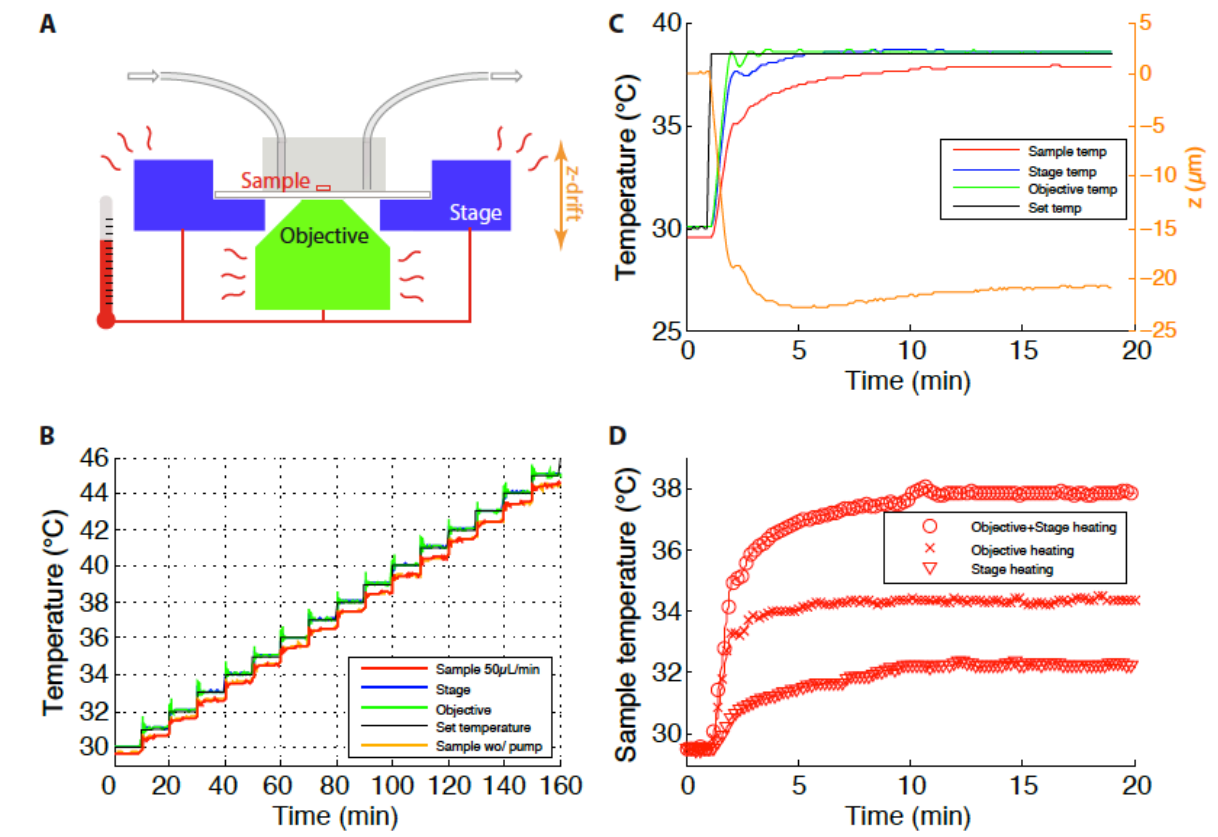 A
Sample
Stage
Objective
z-drift
C
40
35
30
25
Temperature (°C)
0
5
10
15
20
Time (min)
5
0
−5
−10
−15
−20
−25
z (µm)
Sample temp
Stage temp
Objective temp
Set temp
B
46
44
42
40
38
36
34
32
30
Temperature (°C)
0
20
40
60
80
100
120
140
160
Time (min)
Sample 50µL/min
Stage
Objective
Set temperature
Sample wo/ pump
D
38
36
34
32
30
Sample temperature (°C)
0
5
10
15
20
Time (min)
Objective+Stage heating
Objective heating
Stage heating